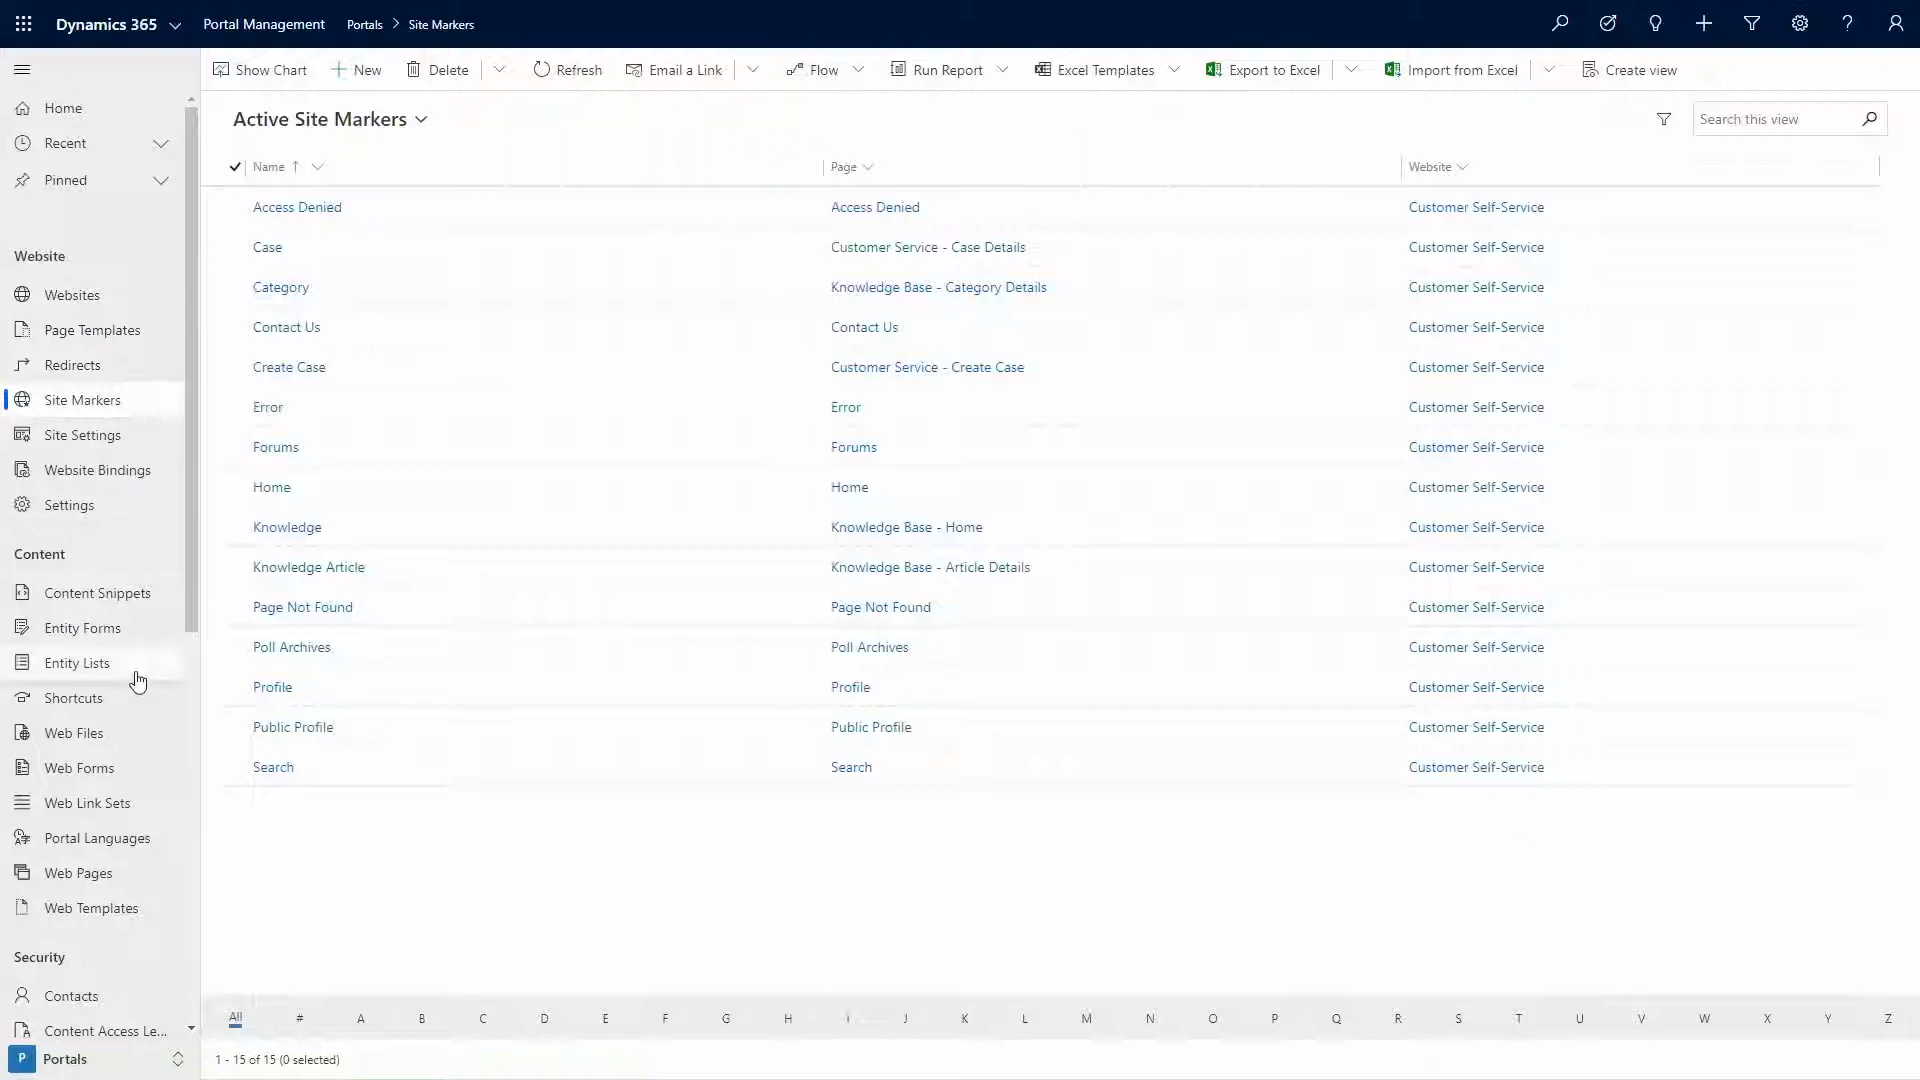 Dynamics 365 Portal Management Portals Site Markers
Show Chart New Delete Refresh Email a Link Flow Run Report Excel Templates Export to Excel Import from Excel Create view
Home
Recent
Pinned
Website
Websites
Page Templates
Redirects
Site Markers
Site Settings
Website Bindings
Settings
Content
Content Snippets
Entity Forms
Entity Lists
Shortcuts
Web Files
Web Forms
Web Link Sets
Portal Languages
Web Pages
Web Templates
Security
Contacts
Content Access Le...
P Portals
Active Site Markers
Search this view
Name Page Website
Access Denied Access Denied Customer Self-Service
Case Customer Service - Case Details Customer Self-Service
Category Knowledge Base - Category Details Customer Self-Service
Contact Us Contact Us Customer Self-Service
Create Case Customer Service - Create Case Customer Self-Service
Error Error Customer Self-Service
Forums Forums Customer Self-Service
Home Home Customer Self-Service
Knowledge Knowledge Base - Home Customer Self-Service
Knowledge Article Knowledge Base - Article Details Customer Self-Service
Page Not Found Page Not Found Customer Self-Service
Poll Archives Poll Archives Customer Self-Service
Profile Profile Customer Self-Service
Public Profile Public Profile Customer Self-Service
Search Search Customer Self-Service
All # A B C D E F G H I J K L M N O P Q R S T U V W X Y Z
1 - 15 of 15 (0 selected)